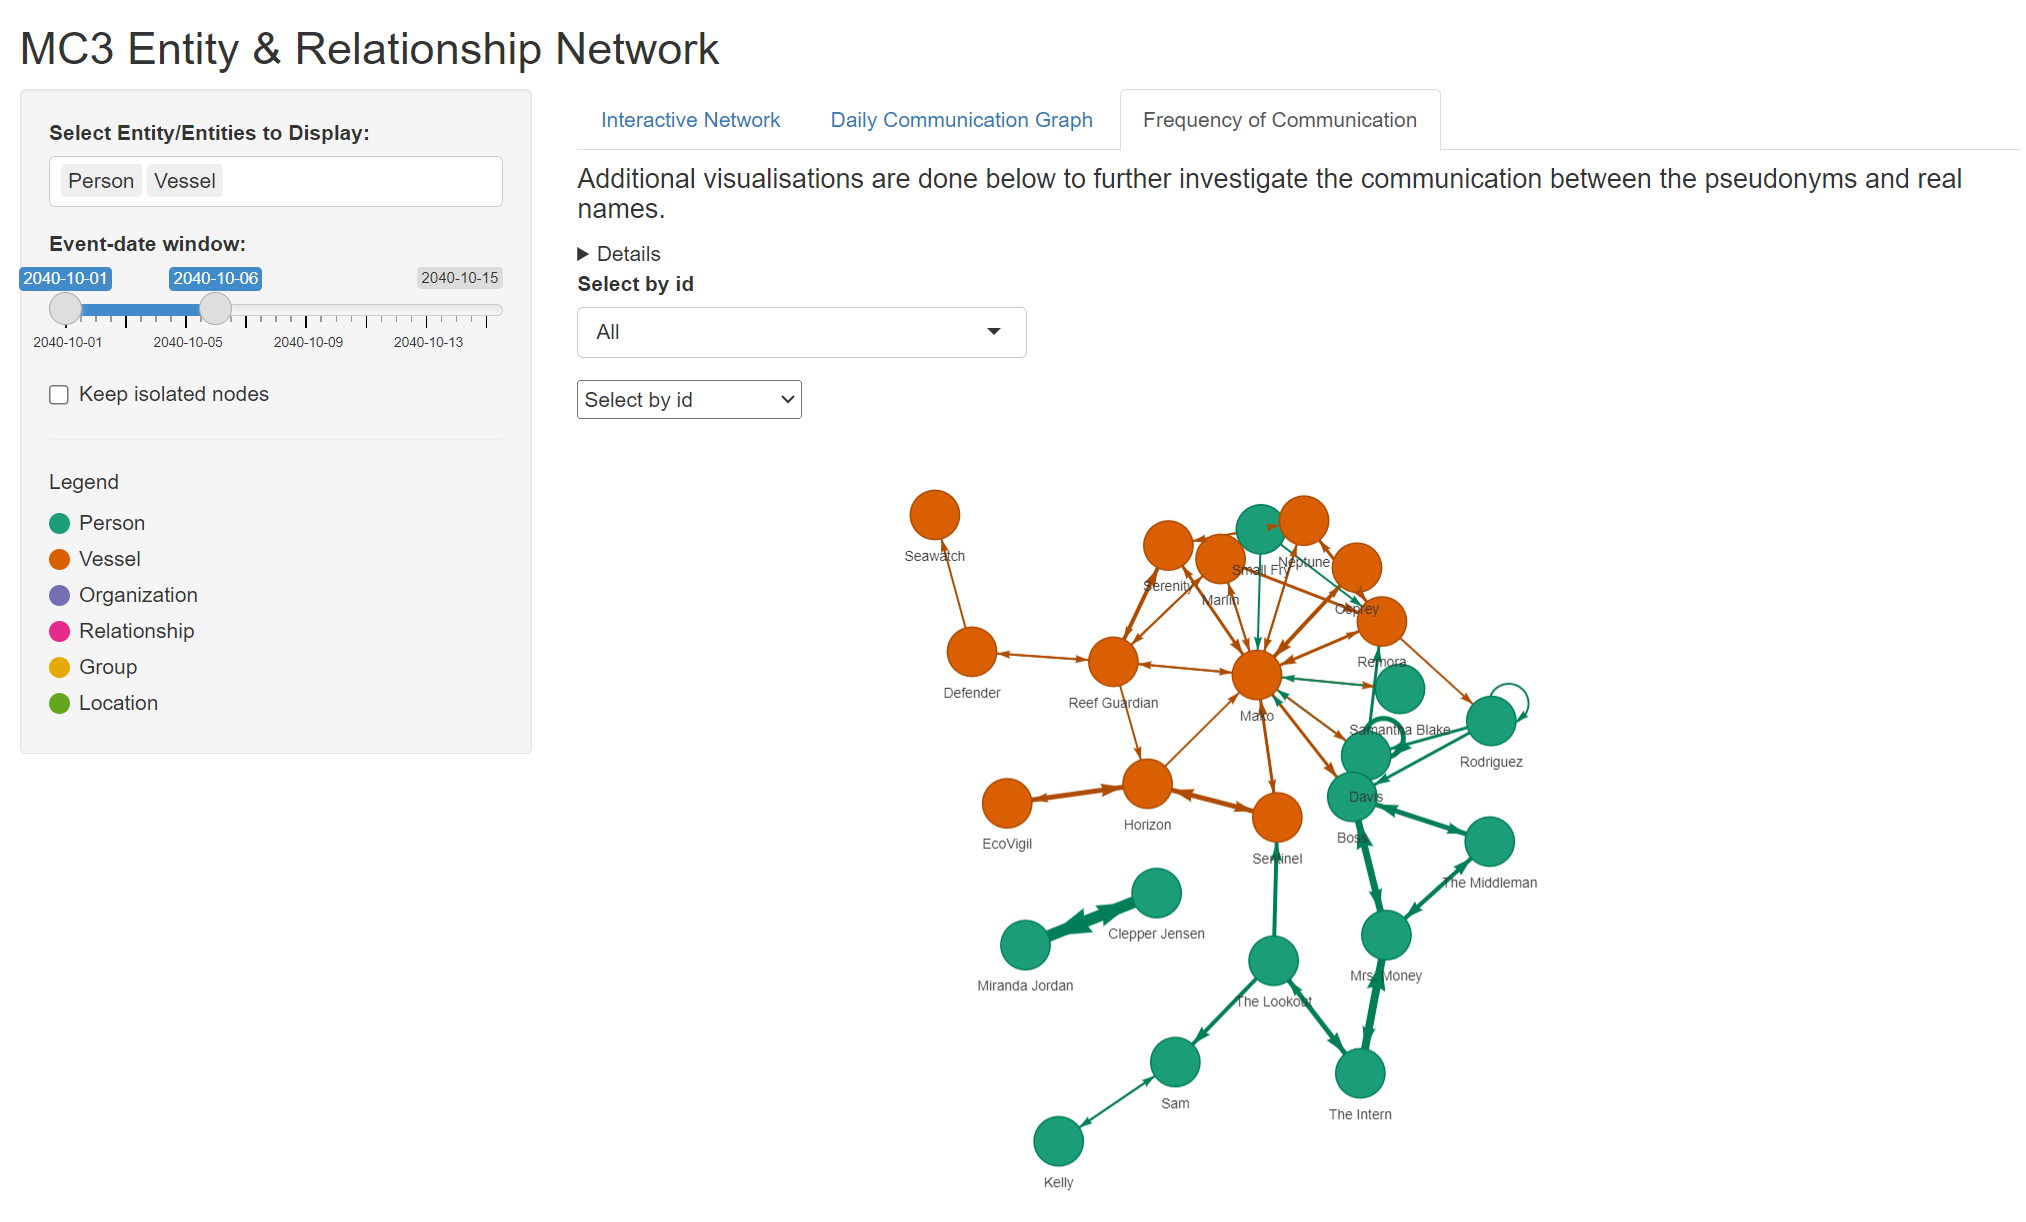 MC3 Entity & Relationship Network
Select Entity/Entities to Display:
Person Vessel
Event-date window:
2040-10-01 2040-10-06 2040-10-15
2040-10-01 2040-10-05 2040-10-09 2040-10-13
Keep isolated nodes
Legend
Person
Vessel
Organization
Relationship
Group
Location
Interactive Network Daily Communication Graph Frequency of Communication
Additional visualisations are done below to further investigate the communication between the pseudonyms and real
names.
Details
Select by id
All
Select by id
Seawatch
Neptune
Small Fry
Serenity
Marlin
Osprey
Remora
Defender
Reef Guardian
Mako
Samantha Blake
Rodriguez
Davis
Horizon
Boss
EcoVigil
Sentinel
The Middleman
Clepper Jensen
Mrs. Money
Miranda Jordan
The Lookout
Sam
The Intern
Kelly